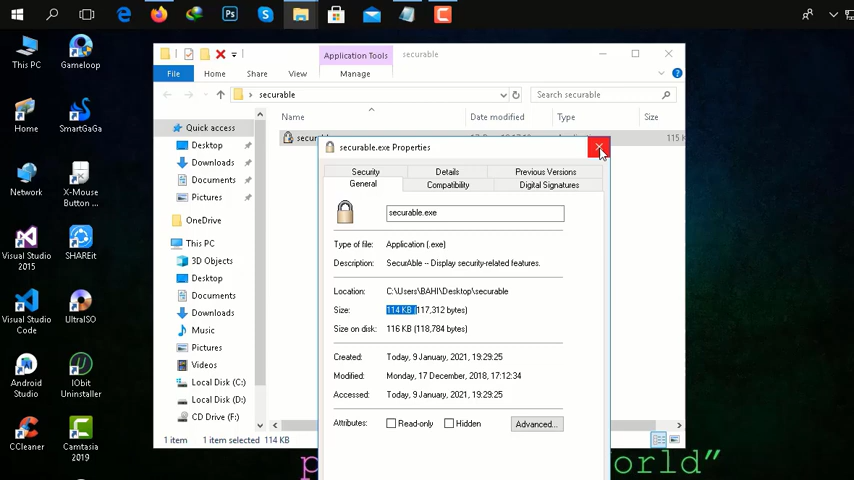 Application Tools
securable
File
Home
Share
View
Manage
securable
Search securable
This PC
Gameloop
Home
SmartGaGa
Network
X-Mouse
Button ...
Visual Studio
2015
SHAREit
Visual Studio
Code
UltraISO
Android
Studio
IObit
Uninstaller
CCleaner
Camtasia
2019
Quick access
Desktop
Downloads
Documents
Pictures
OneDrive
This PC
3D Objects
Desktop
Documents
Downloads
Music
Pictures
Videos
Local Disk (C:)
Local Disk (D:)
CD Drive (F:)
Name
Date modified
Type
Size
115 K
securable.exe Properties
Security
Details
Previous Versions
General
Compatibility
Digital Signatures
securable.exe
Type of file: Application (.exe)
Description: SecurAble -- Display security-related features.
Location: C:\Users\BAHI\Desktop\securable
Size: 114 KB (117,312 bytes)
Size on disk: 116 KB (118,784 bytes)
Created: Today, 9 January, 2021, 19:29:25
Modified: Monday, 17 December, 2018, 17:12:34
Accessed: Today, 9 January, 2021, 19:29:25
Attributes: Read-only Hidden Advanced...
1 item 1 item selected 114 KB
p orld”